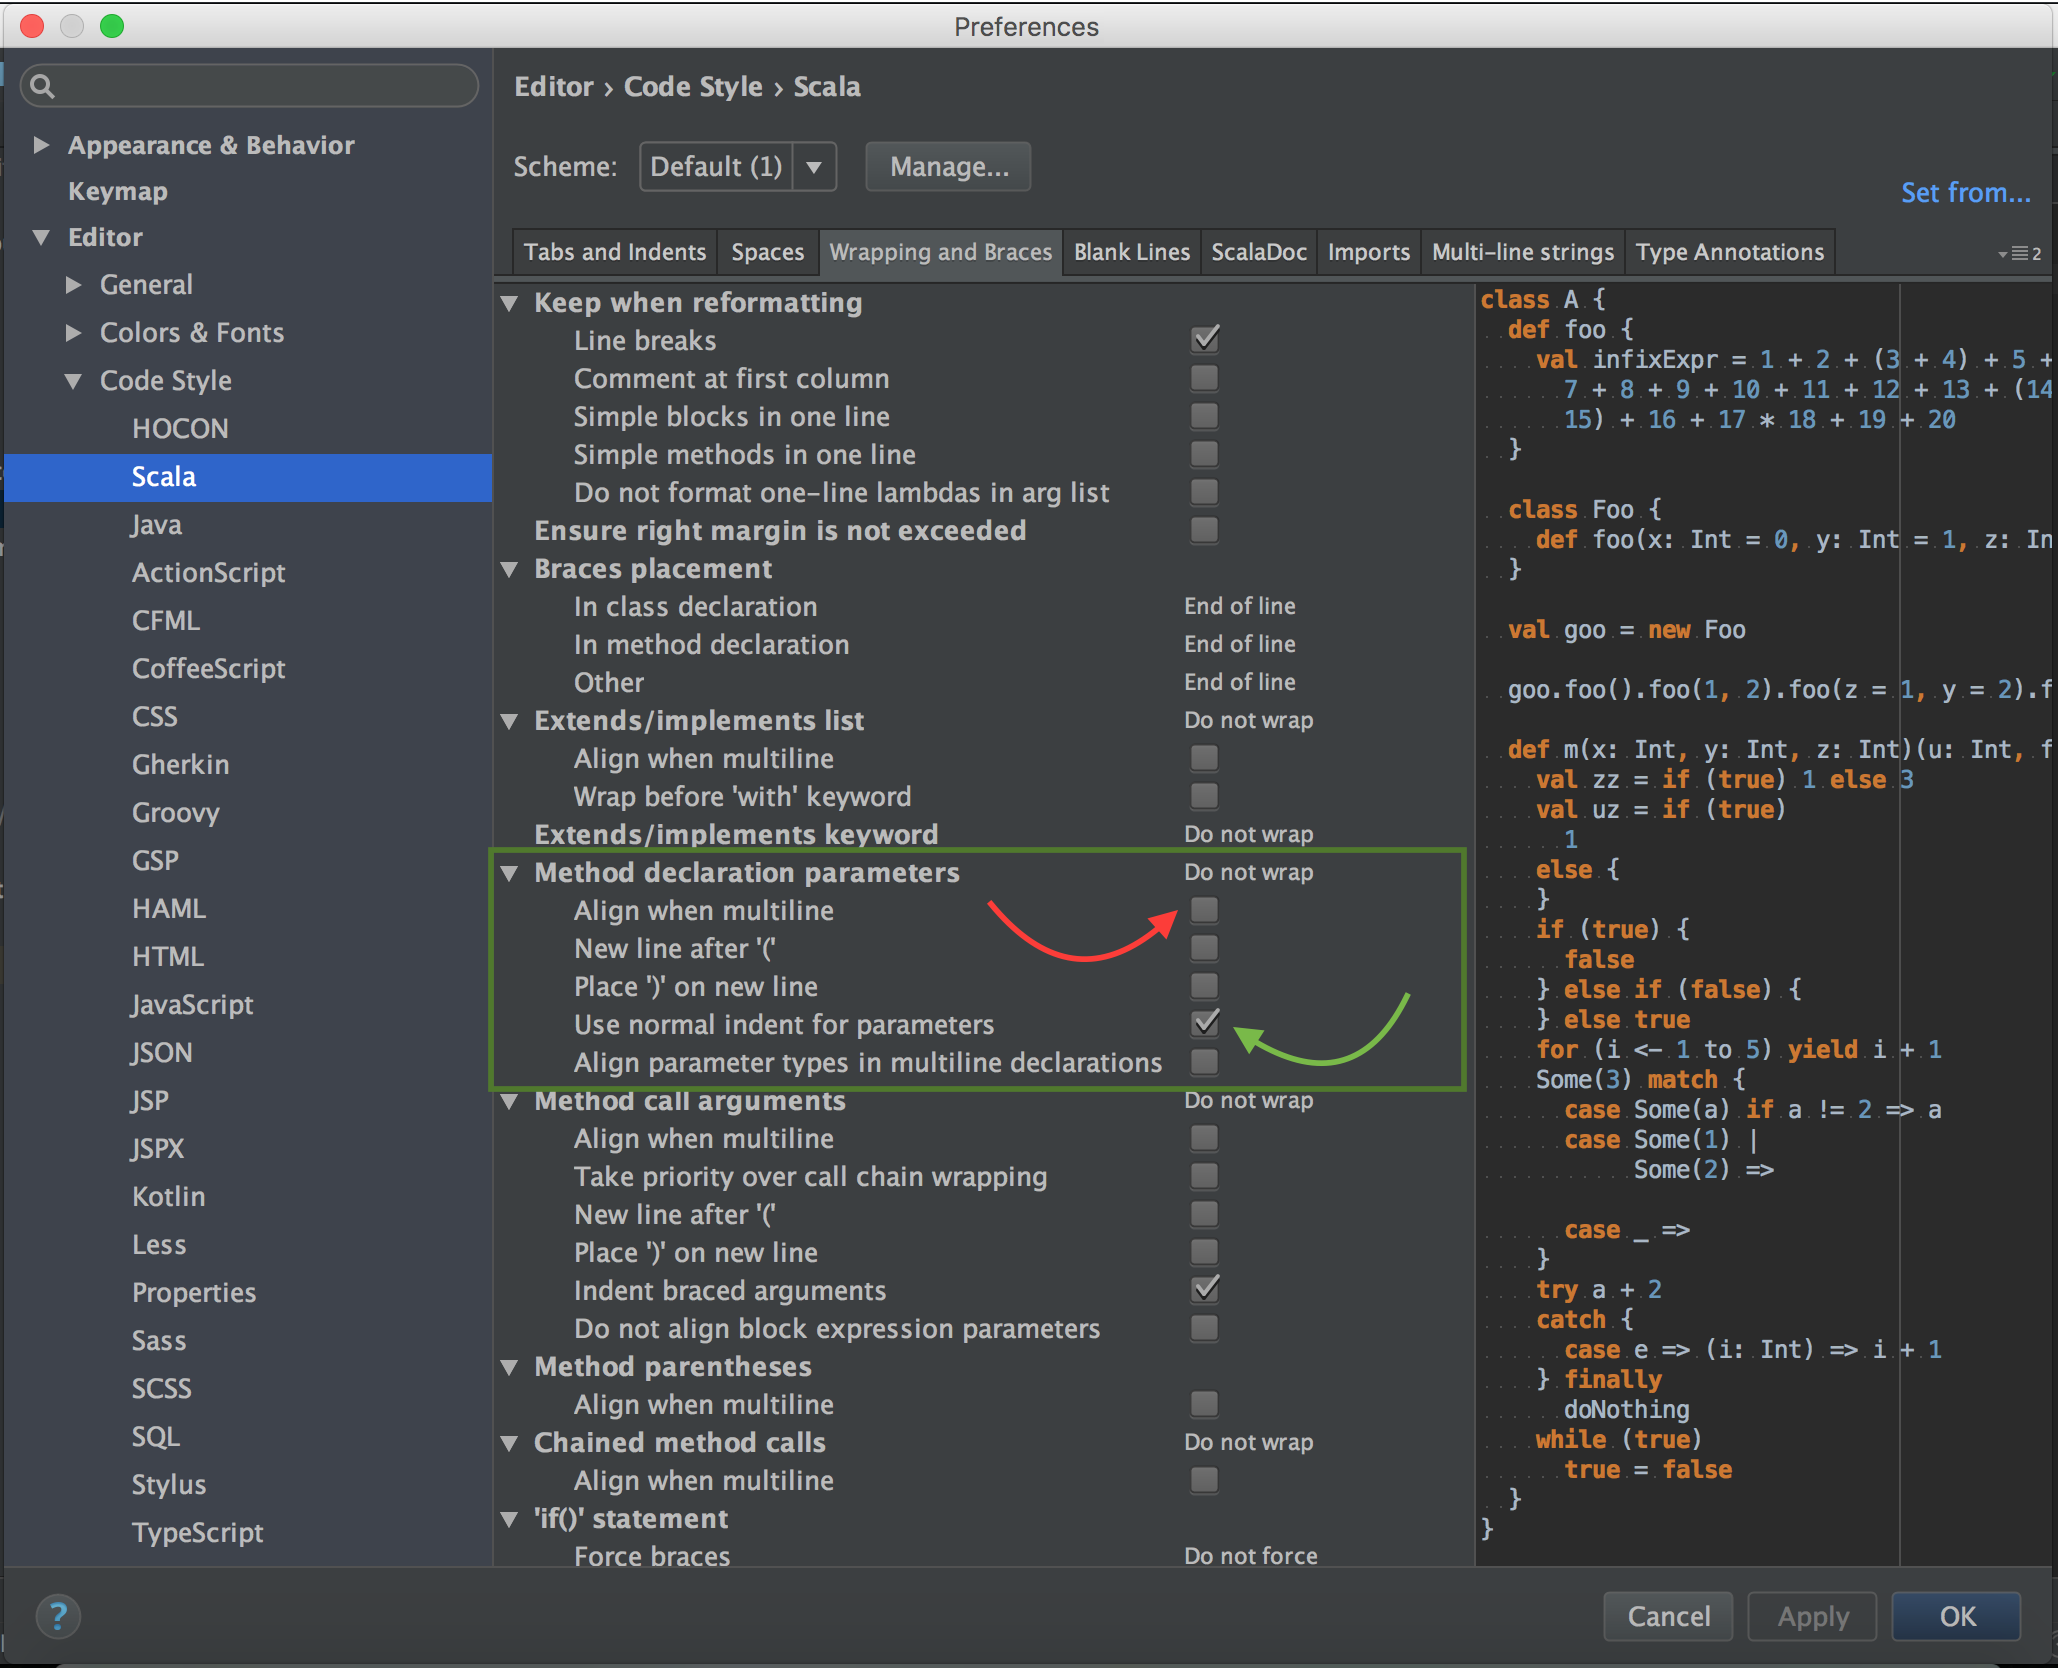 Preferences
Editor › Code Style › Scala
Scheme: Default (1) Manage...
Set from...
Tabs and Indents Spaces Wrapping and Braces Blank Lines ScalaDoc Imports Multi-line strings Type Annotations 2
Appearance & Behavior
Keymap
Editor
General
Colors & Fonts
Code Style
HOCON
Scala
Java
ActionScript
CFML
CoffeeScript
CSS
Gherkin
Groovy
GSP
HAML
HTML
JavaScript
JSON
JSP
JSPX
Kotlin
Less
Properties
Sass
SCSS
SQL
Stylus
TypeScript
Keep when reformatting
Line breaks
Comment at first column
Simple blocks in one line
Simple methods in one line
Do not format one-line lambdas in arg list
Ensure right margin is not exceeded
Braces placement
In class declaration End of line
In method declaration End of line
Other End of line
Extends/implements list Do not wrap
Align when multiline
Wrap before 'with' keyword
Extends/implements keyword Do not wrap
Method declaration parameters Do not wrap
Align when multiline
New line after '('
Place ')' on new line
Use normal indent for parameters
Align parameter types in multiline declarations
Method call arguments Do not wrap
Align when multiline
Take priority over call chain wrapping
New line after '('
Place ')' on new line
Indent braced arguments
Do not align block expression parameters
Method parentheses
Align when multiline
Chained method calls Do not wrap
Align when multiline
'if()' statement
Force braces Do not force
class A {
def foo {
val infixExpr = 1 + 2 + (3 + 4) + 5 +
7 + 8 + 9 + 10 + 11 + 12 + 13 + (14
15) + 16 + 17 * 18 + 19 + 20
}
class Foo {
def foo(x: Int = 0, y: Int = 1, z: In
}
val goo = new Foo
goo.foo().foo(1, 2).foo(z = 1, y = 2).f
def m(x: Int, y: Int, z: Int)(u: Int, f
val zz = if (true) 1 else 3
val uz = if (true)
1
else {
}
if (true) {
false
} else if (false) {
} else true
for (i <- 1 to 5) yield i + 1
Some(3) match {
case Some(a) if a != 2 => a
case Some(1) |
Some(2) =>
case _ =>
}
try a + 2
catch {
case e => (i: Int) => i + 1
} finally
doNothing
while (true)
true = false
}
}
? Cancel Apply OK